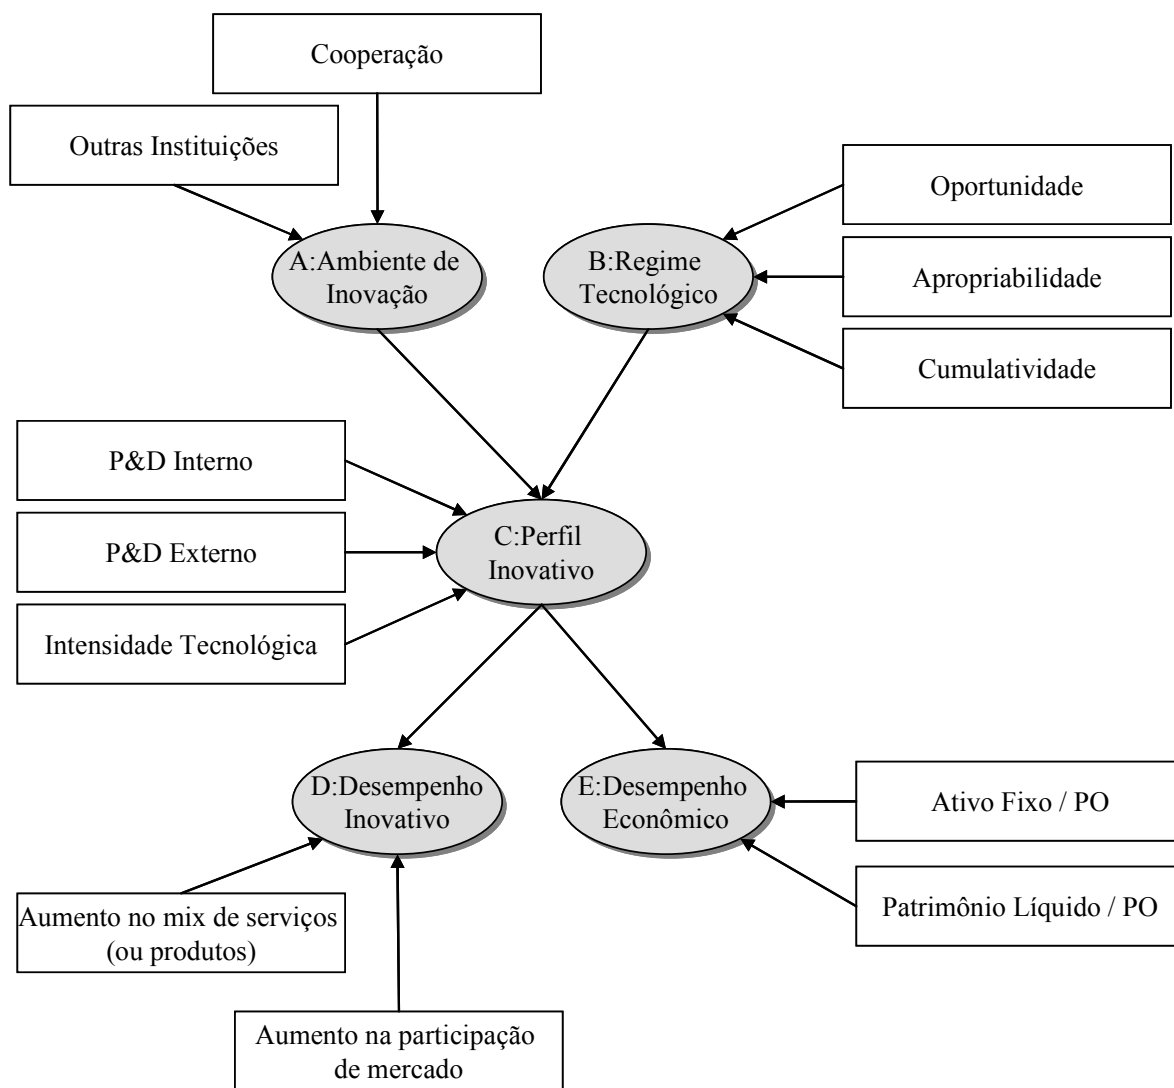 Cooperação
Outras Instituições
Oportunidade
A:Ambiente de
Inovação
B:Regime
Tecnológico
Apropriabilidade
Cumulatividade
P&D Interno
P&D Externo
Intensidade Tecnológica
C:Perfil
Inovativo
D:Desempenho
Inovativo
E:Desempenho
Econômico
Ativo Fixo / PO
Patrimônio Líquido / PO
Aumento no mix de serviços
(ou produtos)
Aumento na participação
de mercado